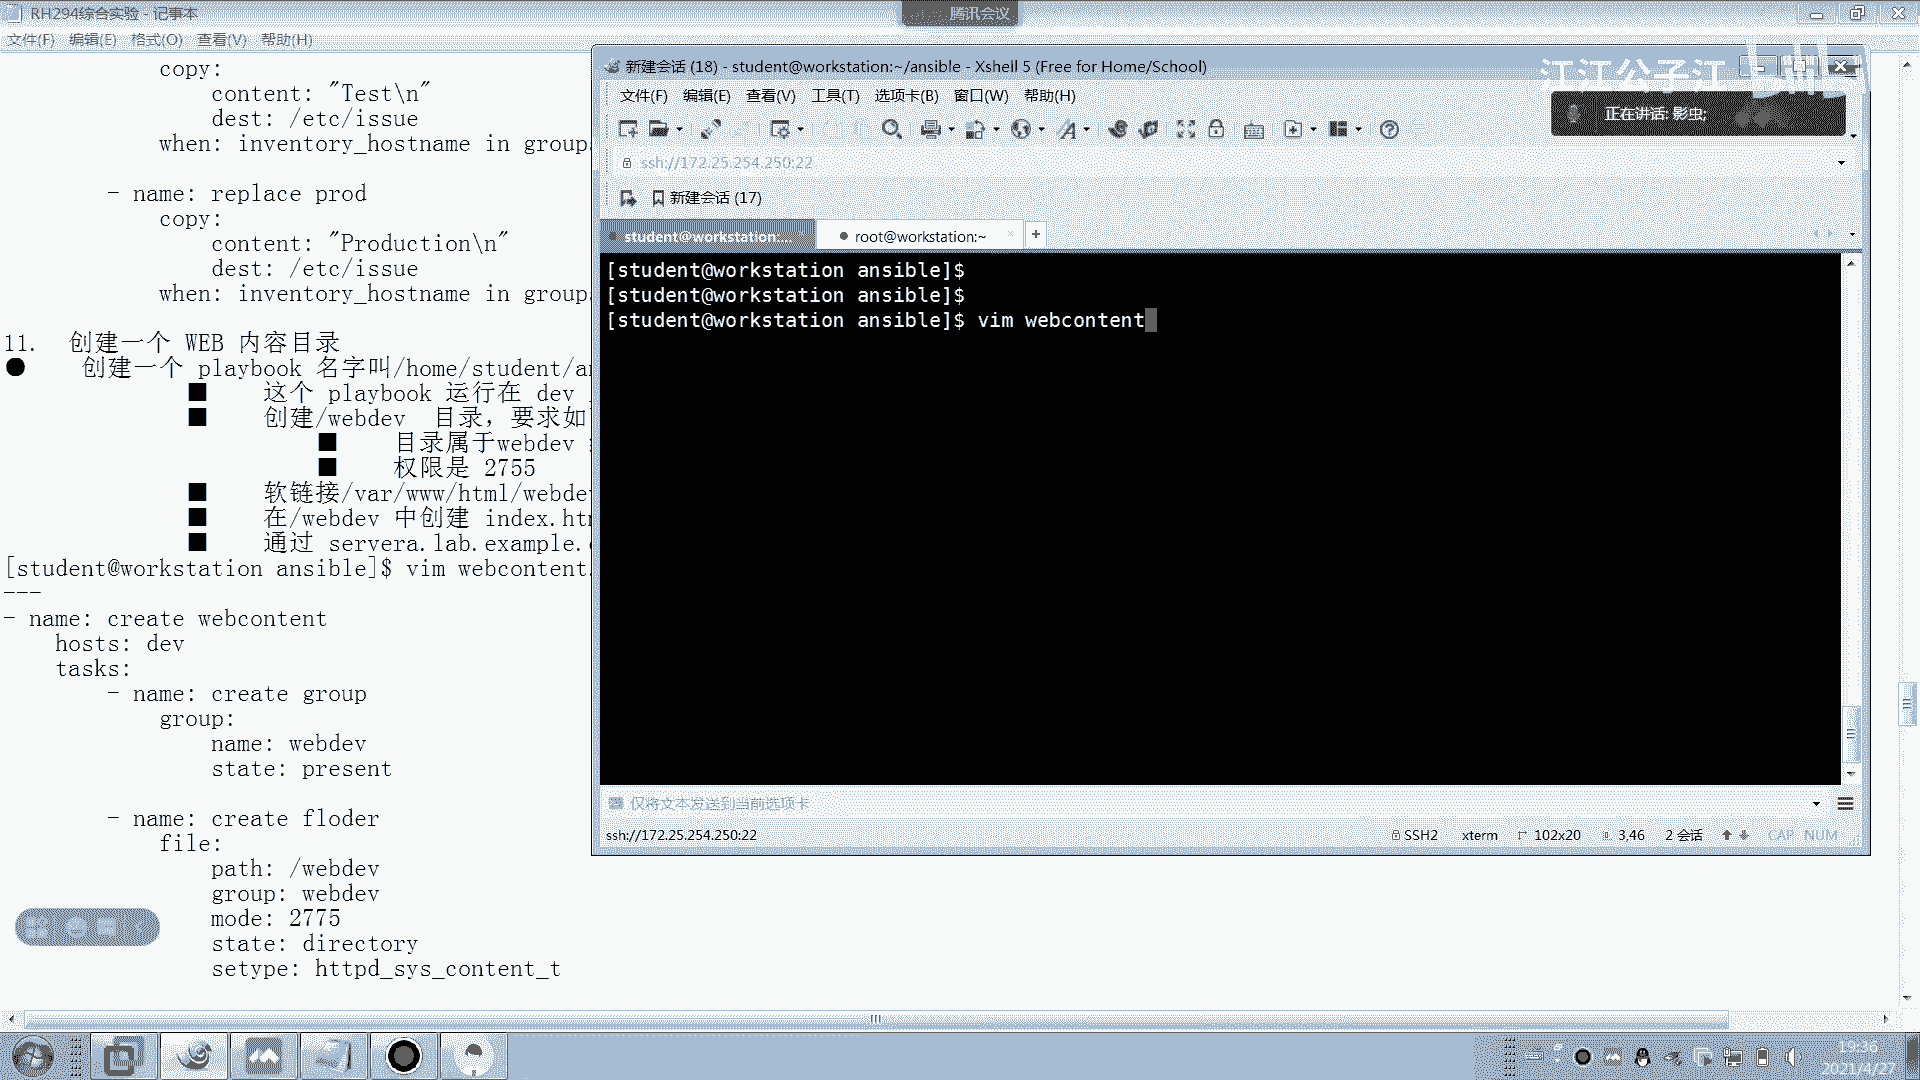 RH294综合实验 - 记事本
腾讯会议
文件(F) 编辑(E) 格式(O) 查看(V) 帮助(H)
copy:
content: "Test\n"
dest: /etc/issue
when: inventory_hostname in group
- name: replace prod
copy:
content: "Production\n"
dest: /etc/issue
when: inventory_hostname in group
11. 创建一个 WEB 内容目录
● 创建一个 playbook 名字叫/home/student/a
■ 这个 playbook 运行在 dev
■ 创建/webdev 目录，要求如
■ 目录属于webdev
■ 权限是 2755
■ 软链接/var/www/html/webde
■ 在/webdev 中创建 index.ht
■ 通过 servera.lab.example.
[student@workstation ansible]$ vim webcontent.
---
- name: create webcontent
hosts: dev
tasks:
- name: create group
group:
name: webdev
state: present
- name: create floder
file:
path: /webdev
group: webdev
mode: 2775
state: directory
setype: httpd_sys_content_t
新建会话 (18) - student@workstation:~/ansible - Xshell 5 (Free for Home/School)
江江公子江 bilibili
文件(F) 编辑(E) 查看(V) 工具(T) 选项卡(B) 窗口(W) 帮助(H)
正在讲话: 影虫;
ssh://172.25.254.250:22
新建会话 (17)
student@workstation:... root@workstation:~
[student@workstation ansible]$
[student@workstation ansible]$
[student@workstation ansible]$ vim webcontent
仅将文本发送到当前选项卡
ssh://172.25.254.250:22 SSH2 xterm 102x20 3,46 2 会话 CAP NUM
19:36
2021/4/27